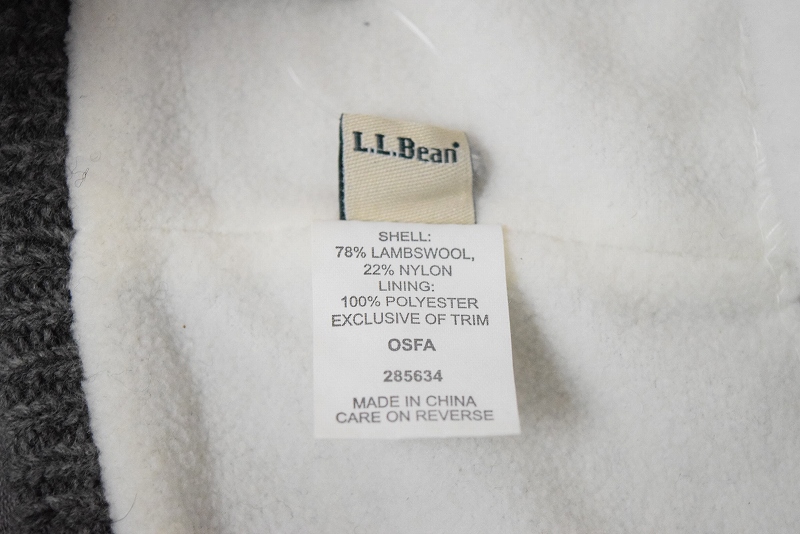 L.L.Bean
SHELL:
78% LAMBSWOOL,
22% NYLON
LINING:
100% POLYESTER
EXCLUSIVE OF TRIM
OSFA
285634
MADE IN CHINA
CARE ON REVERSE